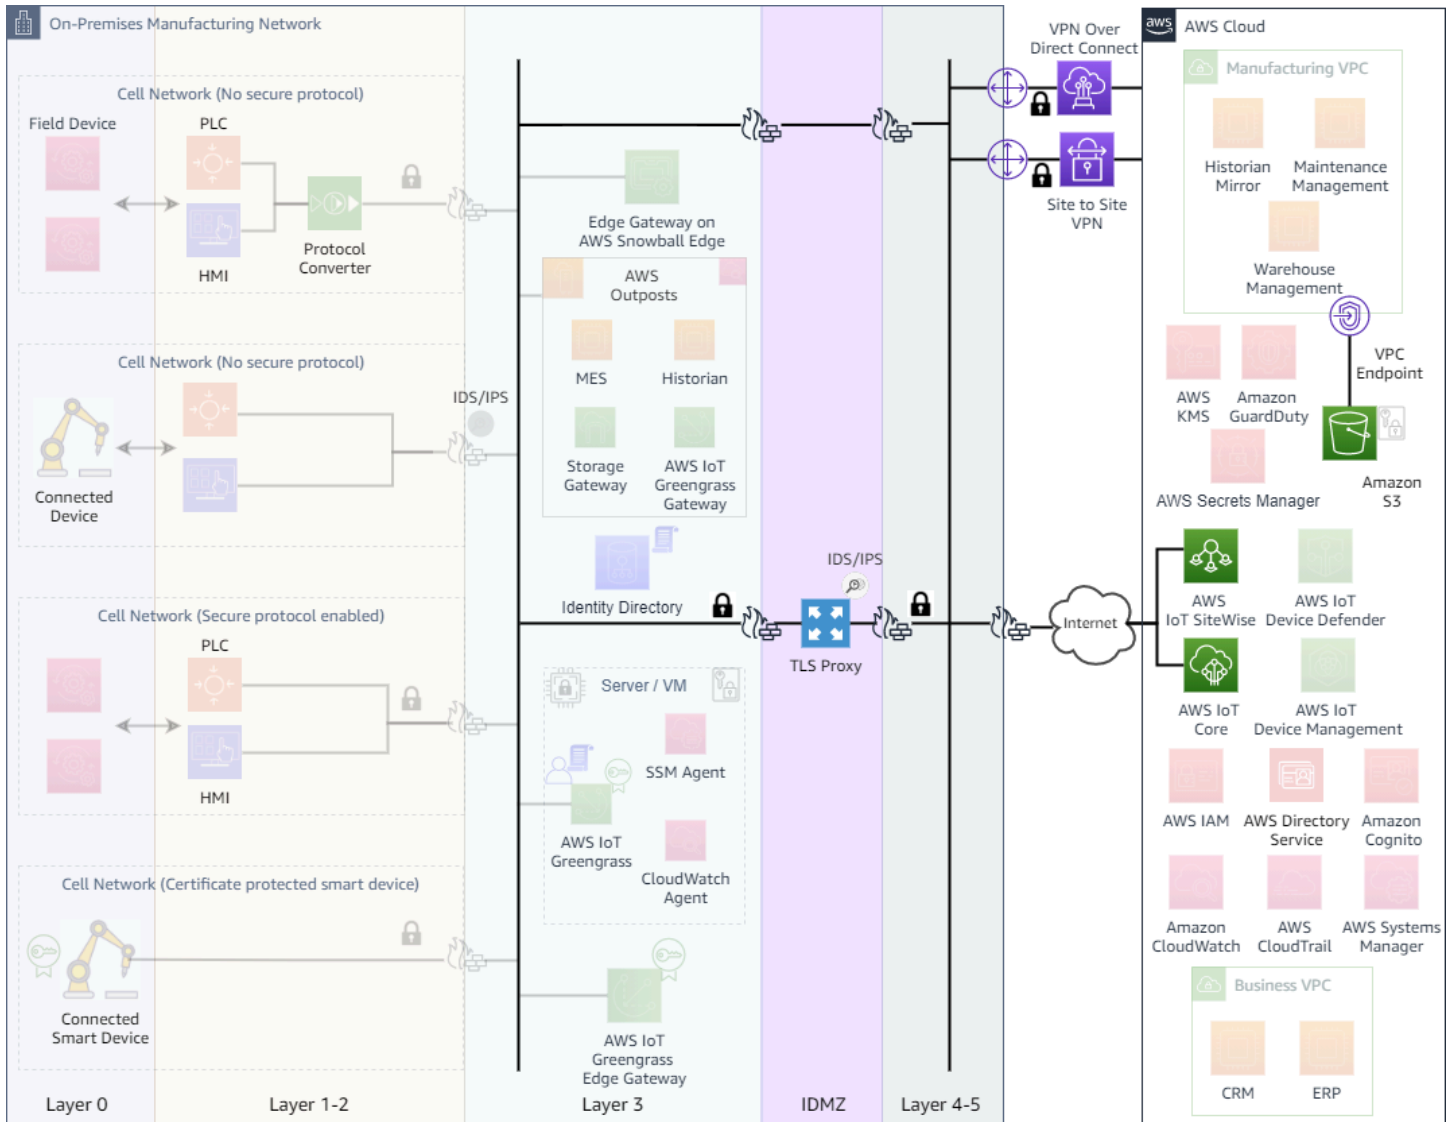 On-Premises Manufacturing Network
Cell Network (No secure protocol)
Field Device
PLC
HMI
Protocol
Converter
Cell Network (No secure protocol)
Connected
Device
IDS/IPS
Cell Network (Secure protocol enabled)
PLC
HMI
Cell Network (Certificate protected smart device)
Connected
Smart Device
Edge Gateway on
AWS Snowball Edge
AWS
Outposts
MES
Historian
Storage
Gateway
AWS IoT
Greengrass
Gateway
Identity Directory
Server / VM
SSM Agent
AWS IoT
Greengrass
CloudWatch
Agent
AWS IoT
Greengrass
Edge Gateway
IDS/IPS
TLS Proxy
Layer 0
Layer 1-2
Layer 3
IDMZ
Layer 4-5
VPN Over
Direct Connect
Site to Site
VPN
Internet
aws
AWS Cloud
Manufacturing VPC
Historian
Mirror
Maintenance
Management
Warehouse
Management
VPC
Endpoint
AWS
KMS
Amazon
GuardDuty
AWS Secrets Manager
Amazon
S3
AWS
IoT SiteWise
AWS IoT
Device Defender
AWS IoT
Core
AWS IoT
Device Management
AWS IAM
AWS Directory
Service
Amazon
Cognito
Amazon
CloudWatch
AWS
CloudTrail
AWS Systems
Manager
Business VPC
CRM
ERP